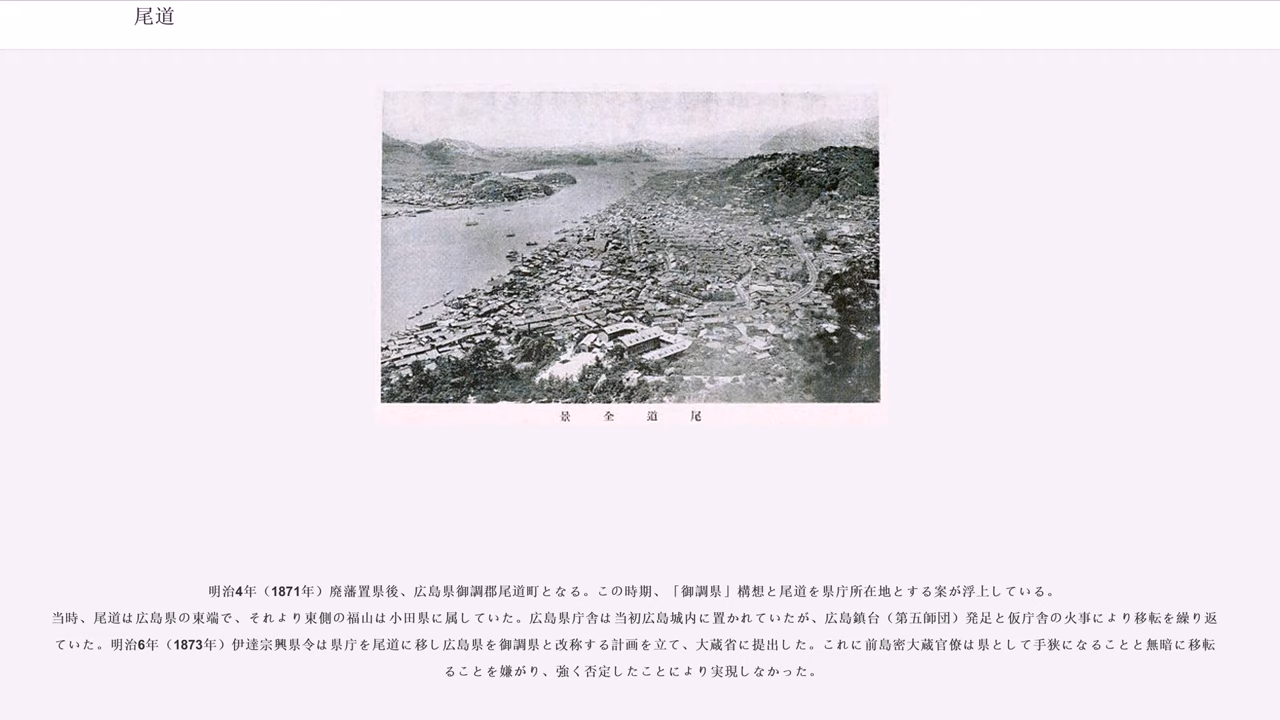 尾道
景全道尾
明治4年（1871年）廃藩置県後、広島県御調郡尾道町となる。この時期、「御調県」構想と尾道を県庁所在地とする案が浮上している。
当時、尾道は広島県の東端で、それより東側の福山は小田県に属していた。広島県庁舎は当初広島城内に置かれていたが、広島鎮台（第五師団）発足と仮庁舎の火事により移転を繰り返
ていた。明治6年（1873年）伊達宗興県令は県庁を尾道に移し広島県を御調県と改称する計画を立て、大蔵省に提出した。これに前島密大蔵官僚は県として手狭になることと無暗に移転
ることを嫌がり、強く否定したことにより実現しなかった。